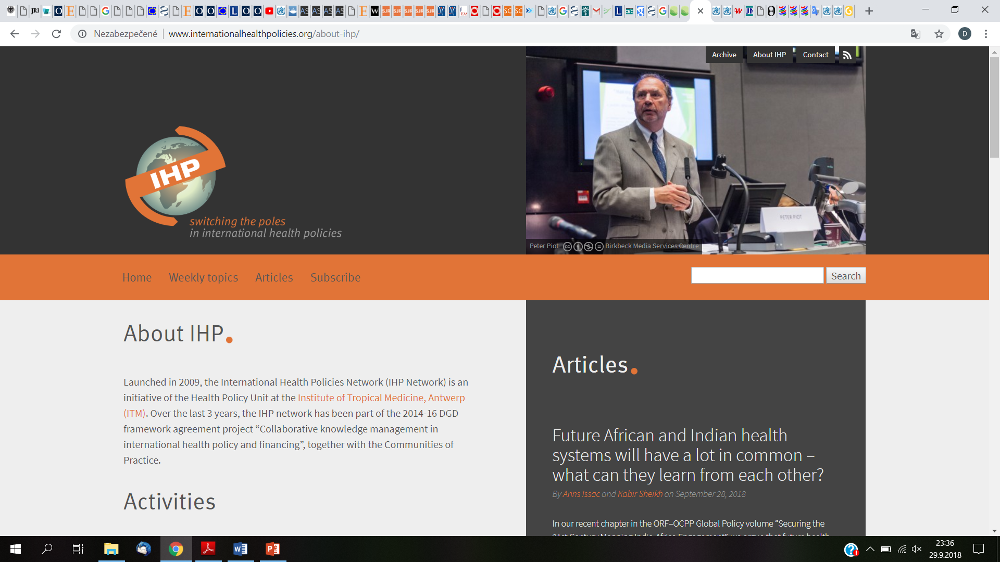 Nezabezpečené
www.internationalhealthpolicies.org/about-ihp/
D
Archive
About IHP
Contact
IHP
switching the poles
in international health policies
PETER PIOT
Peter Piot
Birkbeck Media Services Centre
Home
Weekly topics
Articles
Subscribe
Search
About IHP.
Launched in 2009, the International Health Policies Network (IHP Network) is an
initiative of the Health Policy Unit at the Institute of Tropical Medicine, Antwerp
(ITM). Over the last 3 years, the IHP network has been part of the 2014-16 DGD
framework agreement project “Collaborative knowledge management in
international health policy and financing”, together with the Communities of
Practice.
Activities
Articles.
Future African and Indian health
systems will have a lot in common –
what can they learn from each other?
By Anns Issac and Kabir Sheikh on September 28, 2018
In our recent chapter in the ORF–OCPP Global Policy volume “Securing the
23:36
29.9.2018